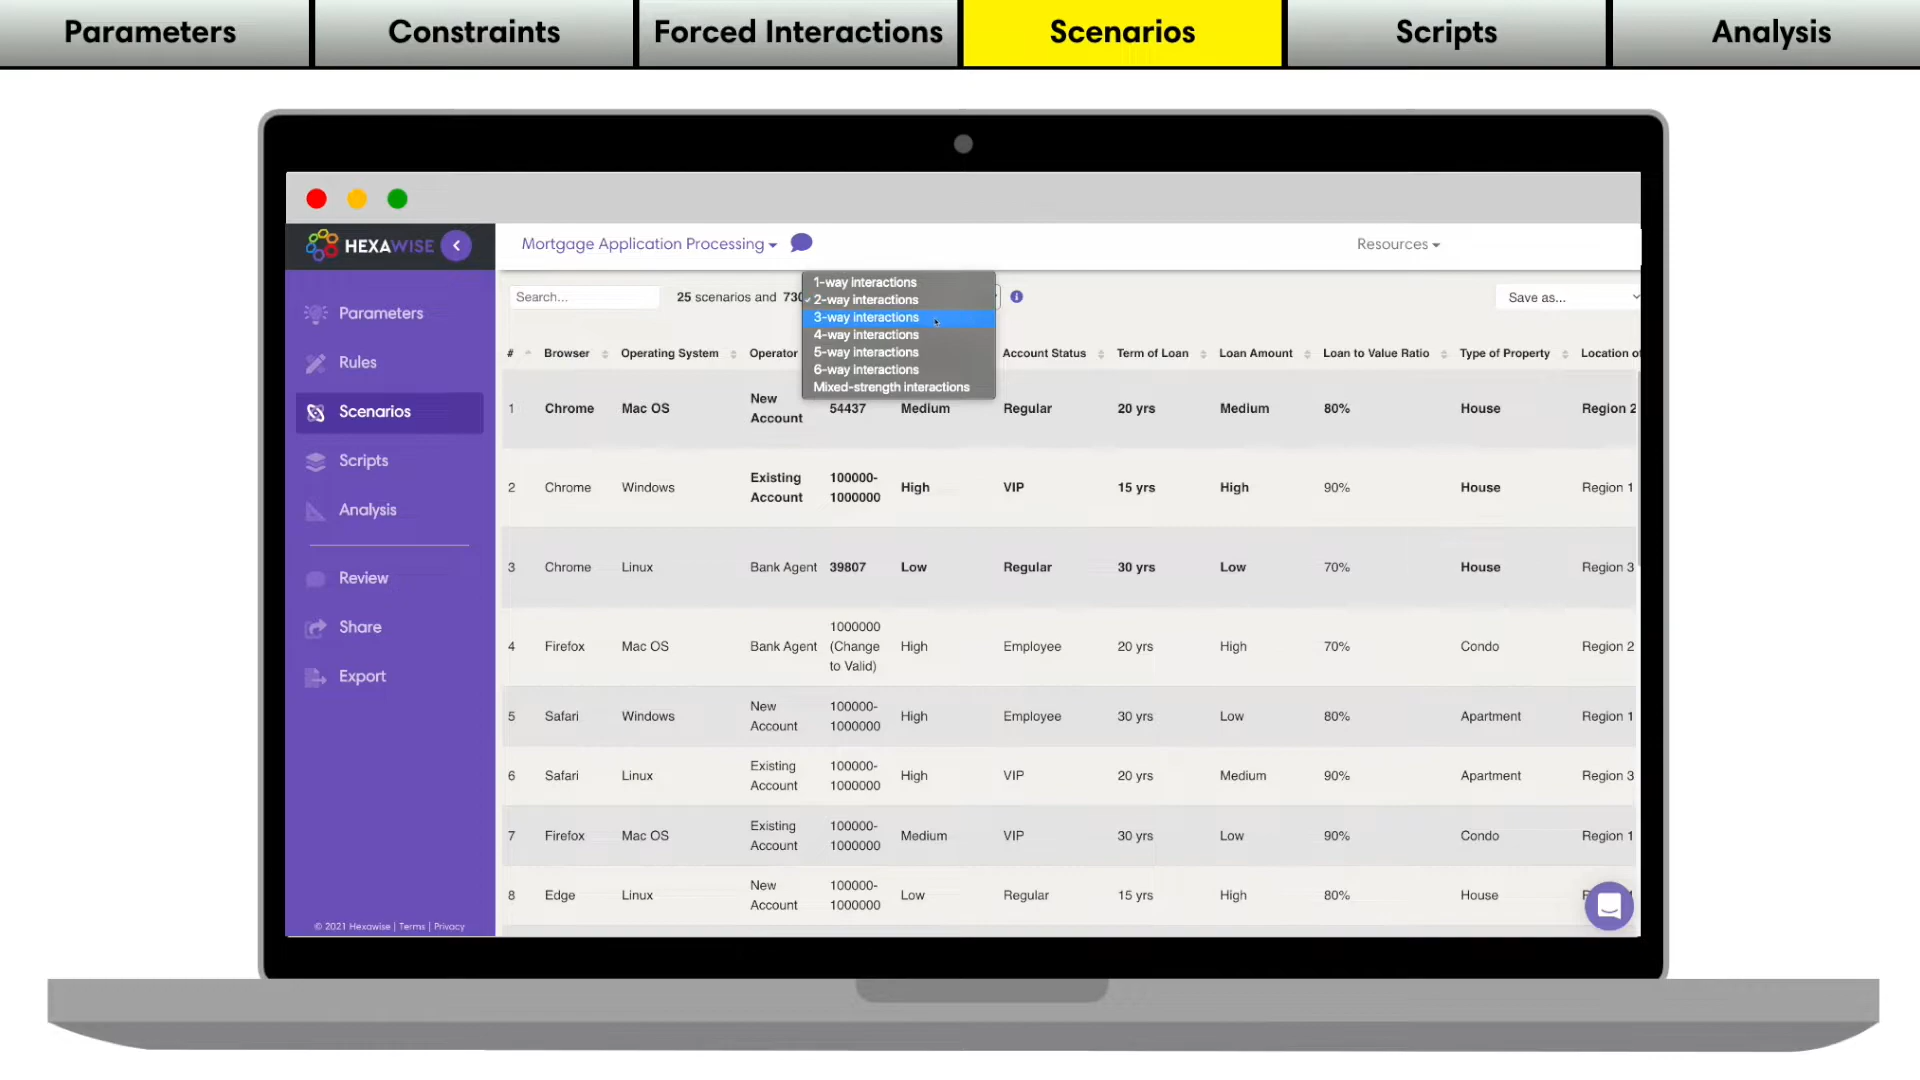 Parameters
Constraints
Forced Interactions
Scenarios
Scripts
Analysis
HEXAWISE
Mortgage Application Processing
Resources
Parameters
Rules
Scenarios
Scripts
Analysis
Review
Share
Export
© 2021 Hexawise | Terms | Privacy
Search...
25 scenarios and 730
1-way interactions
2-way interactions
3-way interactions
4-way interactions
5-way interactions
6-way interactions
Mixed-strength interactions
Save as...
# Browser Operating System Operator Account Status Term of Loan Loan Amount Loan to Value Ratio Type of Property Location
1 Chrome Mac OS New Account 54437 Medium Regular 20 yrs Medium 80% House Region 2
2 Chrome Windows Existing Account 100000-1000000 High VIP 15 yrs High 90% House Region 1
3 Chrome Linux Bank Agent 39807 Low Regular 30 yrs Low 70% House Region 3
4 Firefox Mac OS Bank Agent 1000000 (Change to Valid) High Employee 20 yrs High 70% Condo Region 2
5 Safari Windows New Account 100000-1000000 High Employee 30 yrs Low 80% Apartment Region 1
6 Safari Linux Existing Account 100000-1000000 High VIP 20 yrs Medium 90% Apartment Region 3
7 Firefox Mac OS Existing Account 100000-1000000 Medium VIP 30 yrs Low 90% Condo Region 1
8 Edge Linux New Account 100000-1000000 Low Regular 15 yrs High 80% House